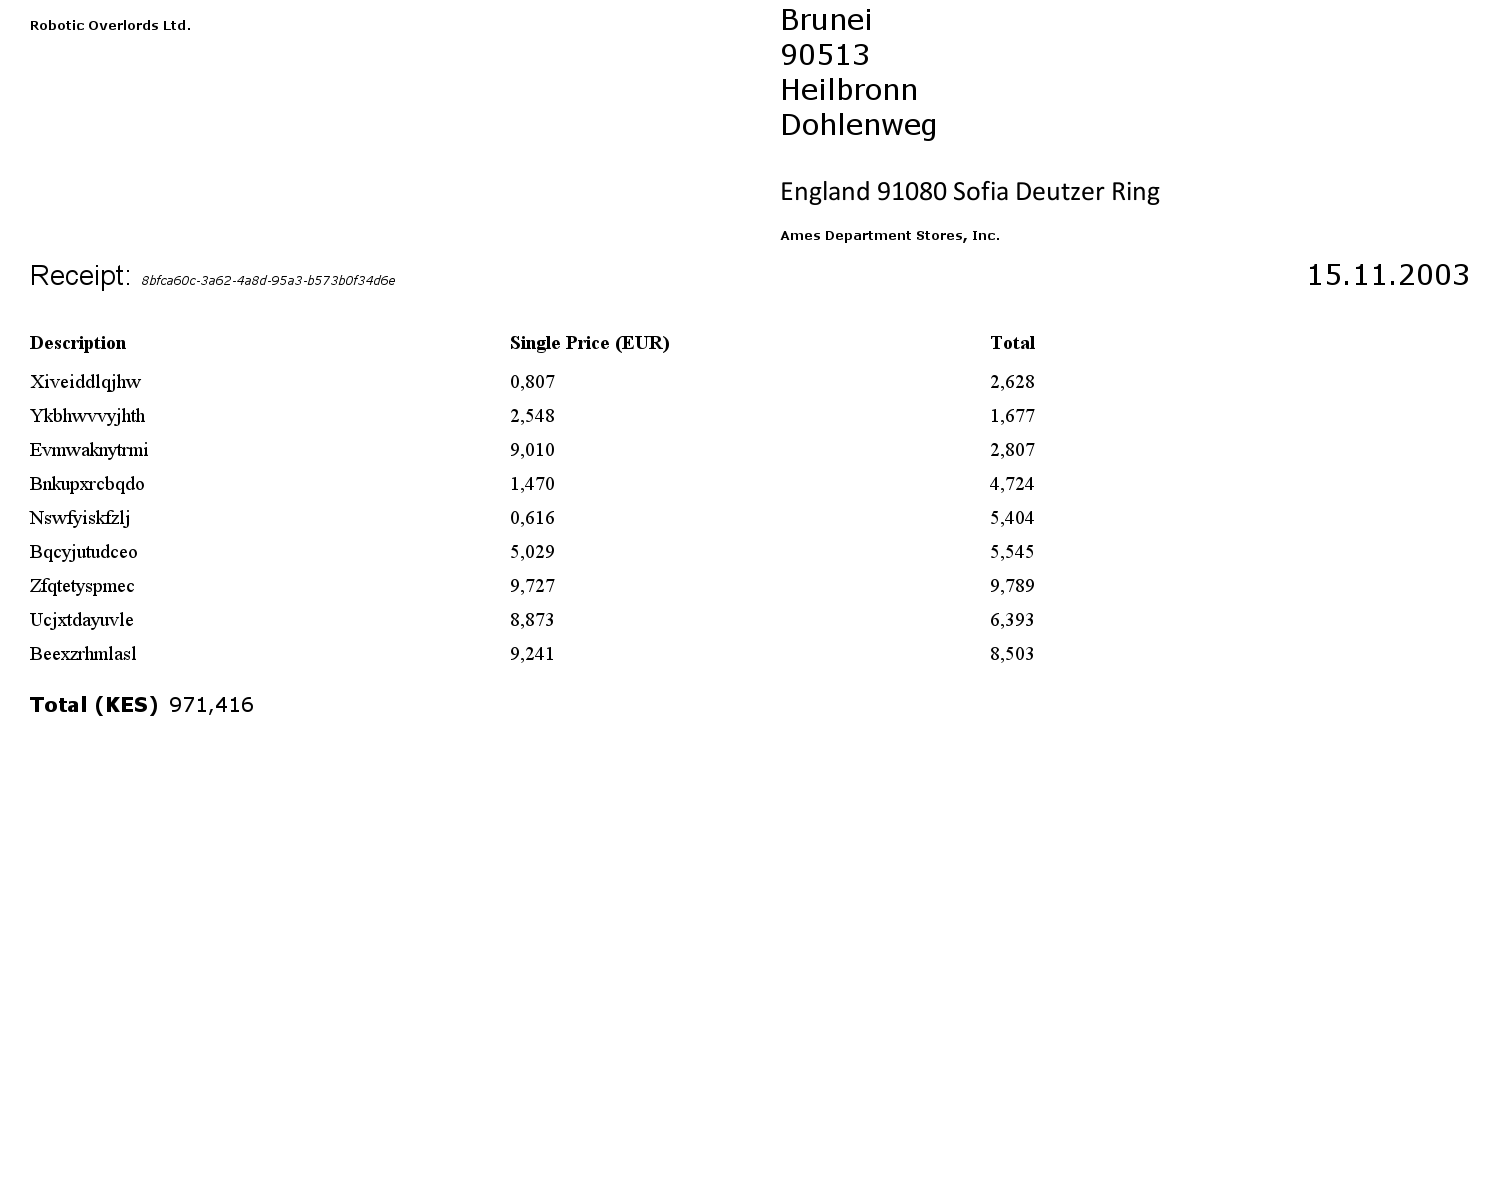 Robotic Overlords Ltd.
Brunei
90513
Heilbronn
Dohlenweg
England 91080 Sofia Deutzer Ring
Ames Department Stores, Inc.
Receipt: 8bfca60c-3a62-4a8d-95a3-b573b0f34d6e 15.11.2003
Description Single Price (EUR) Total
Xiveiddlqjhw 0,807 2,628
Ykbhwvvyjhth 2,548 1,677
Evmwaknytrmi 9,010 2,807
Bnkupxrcbqdo 1,470 4,724
Nswfyiskfzlj 0,616 5,404
Bqcyjutudceo 5,029 5,545
Zfqtetyspmec 9,727 9,789
Ucjxtdayuvle 8,873 6,393
Beexzrhmlasl 9,241 8,503
Total (KES) 971,416